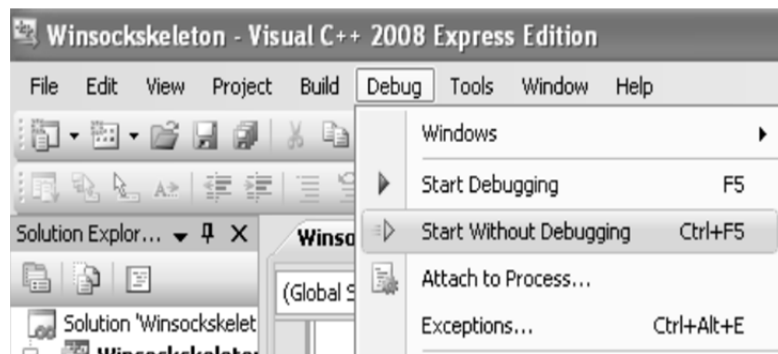 Winsockskeleton - Visual C++ 2008 Express Edition
File Edit View Project Build Debug Tools Window Help
Windows
Start Debugging F5
Solution Explor...
Winso
Start Without Debugging Ctrl+F5
(Global S
Attach to Process...
Solution 'Winsockskelet
Exceptions... Ctrl+Alt+E
Winsockskeleton